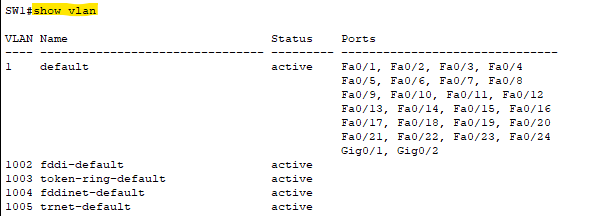 SW1#show vlan
VLAN Name                             Status    Ports
---- -------------------------------- --------- -------------------------------
1    default                          active    Fa0/1, Fa0/2, Fa0/3, Fa0/4
                                                Fa0/5, Fa0/6, Fa0/7, Fa0/8
                                                Fa0/9, Fa0/10, Fa0/11, Fa0/12
                                                Fa0/13, Fa0/14, Fa0/15, Fa0/16
                                                Fa0/17, Fa0/18, Fa0/19, Fa0/20
                                                Fa0/21, Fa0/22, Fa0/23, Fa0/24
                                                Gig0/1, Gig0/2
1002 fddi-default                     active
1003 token-ring-default               active
1004 fddinet-default                  active
1005 trnet-default                    active